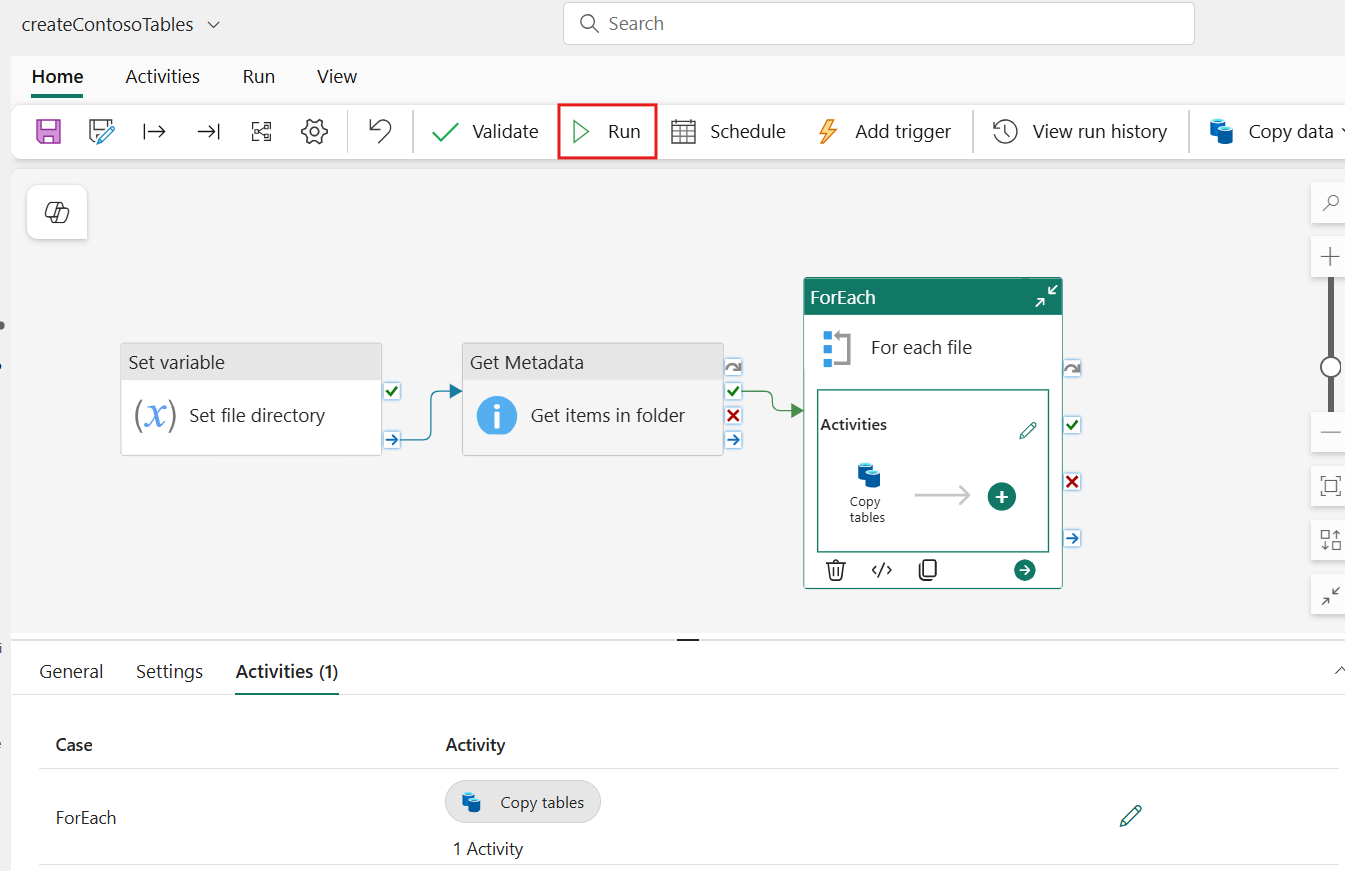 createContosoTables
Search
Home Activities Run View
Validate Run Schedule Add trigger View run history Copy data
ForEach
For each file
Set variable
(x) Set file directory
Get Metadata
Get items in folder
Activities
Copy
tables
</>
General Settings Activities (1)
Case Activity
Copy tables
ForEach
1 Activity